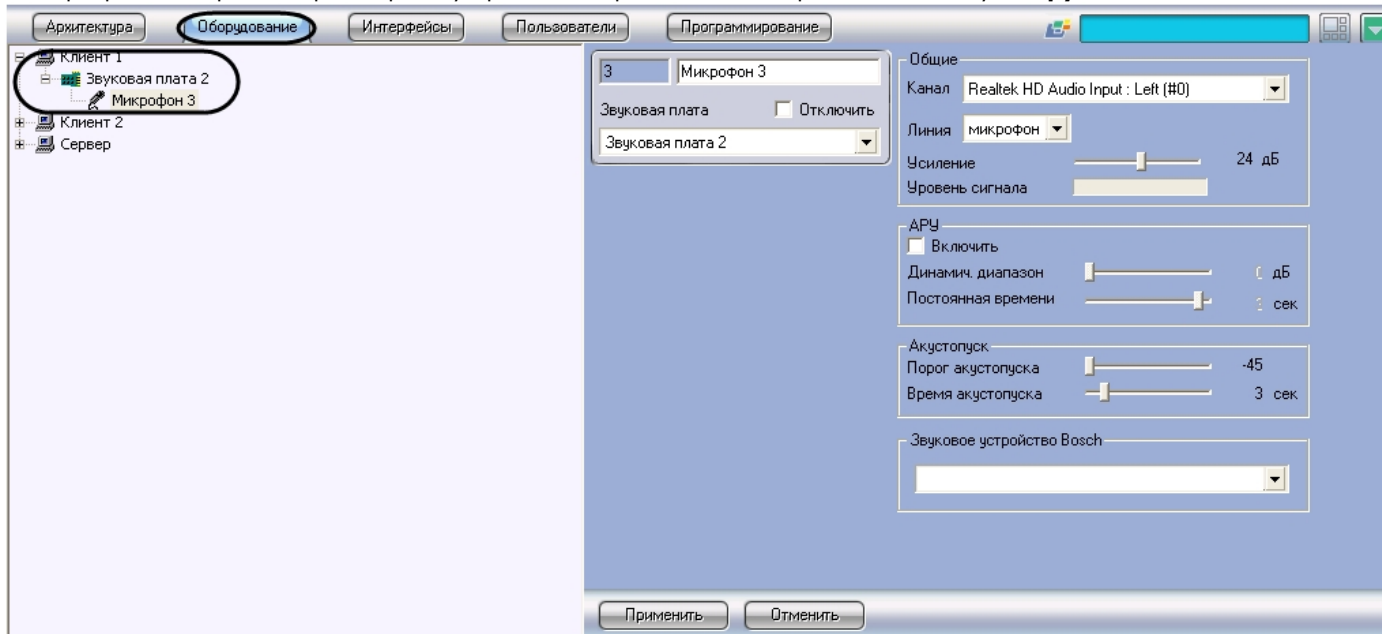 Архитектура Оборудование Интерфейсы Пользователи Программирование
Клиент 1
Звуковая плата 2
Микрофон 3
Клиент 2
Сервер
3 Микрофон 3
Звуковая плата Отключить
Звуковая плата 2
Общие
Канал Realtek HD Audio Input : Left (#0)
Линия микрофон
Усиление 24 дБ
Уровень сигнала
АРУ
Включить
Динамич. диапазон дБ
Постоянная времени сек
Акустопуск
Порог акустопуска -45
Время акустопуска 3 сек
Звуковое устройство Bosch
Применить Отменить